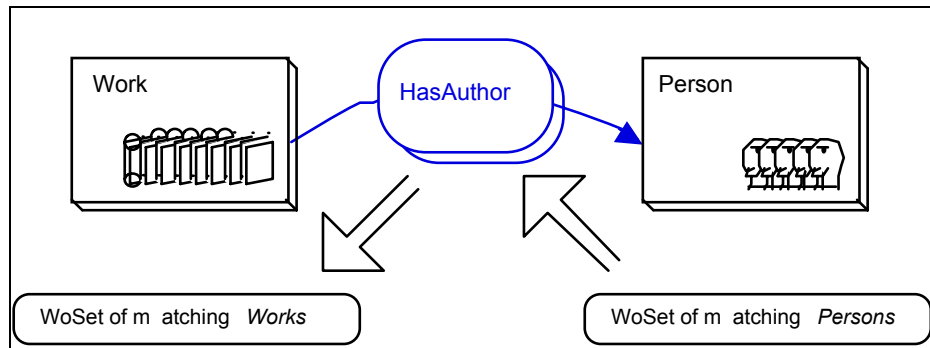 Work
HasAuthor
Person
WoSet of m atching Works
WoSet of m atching Persons